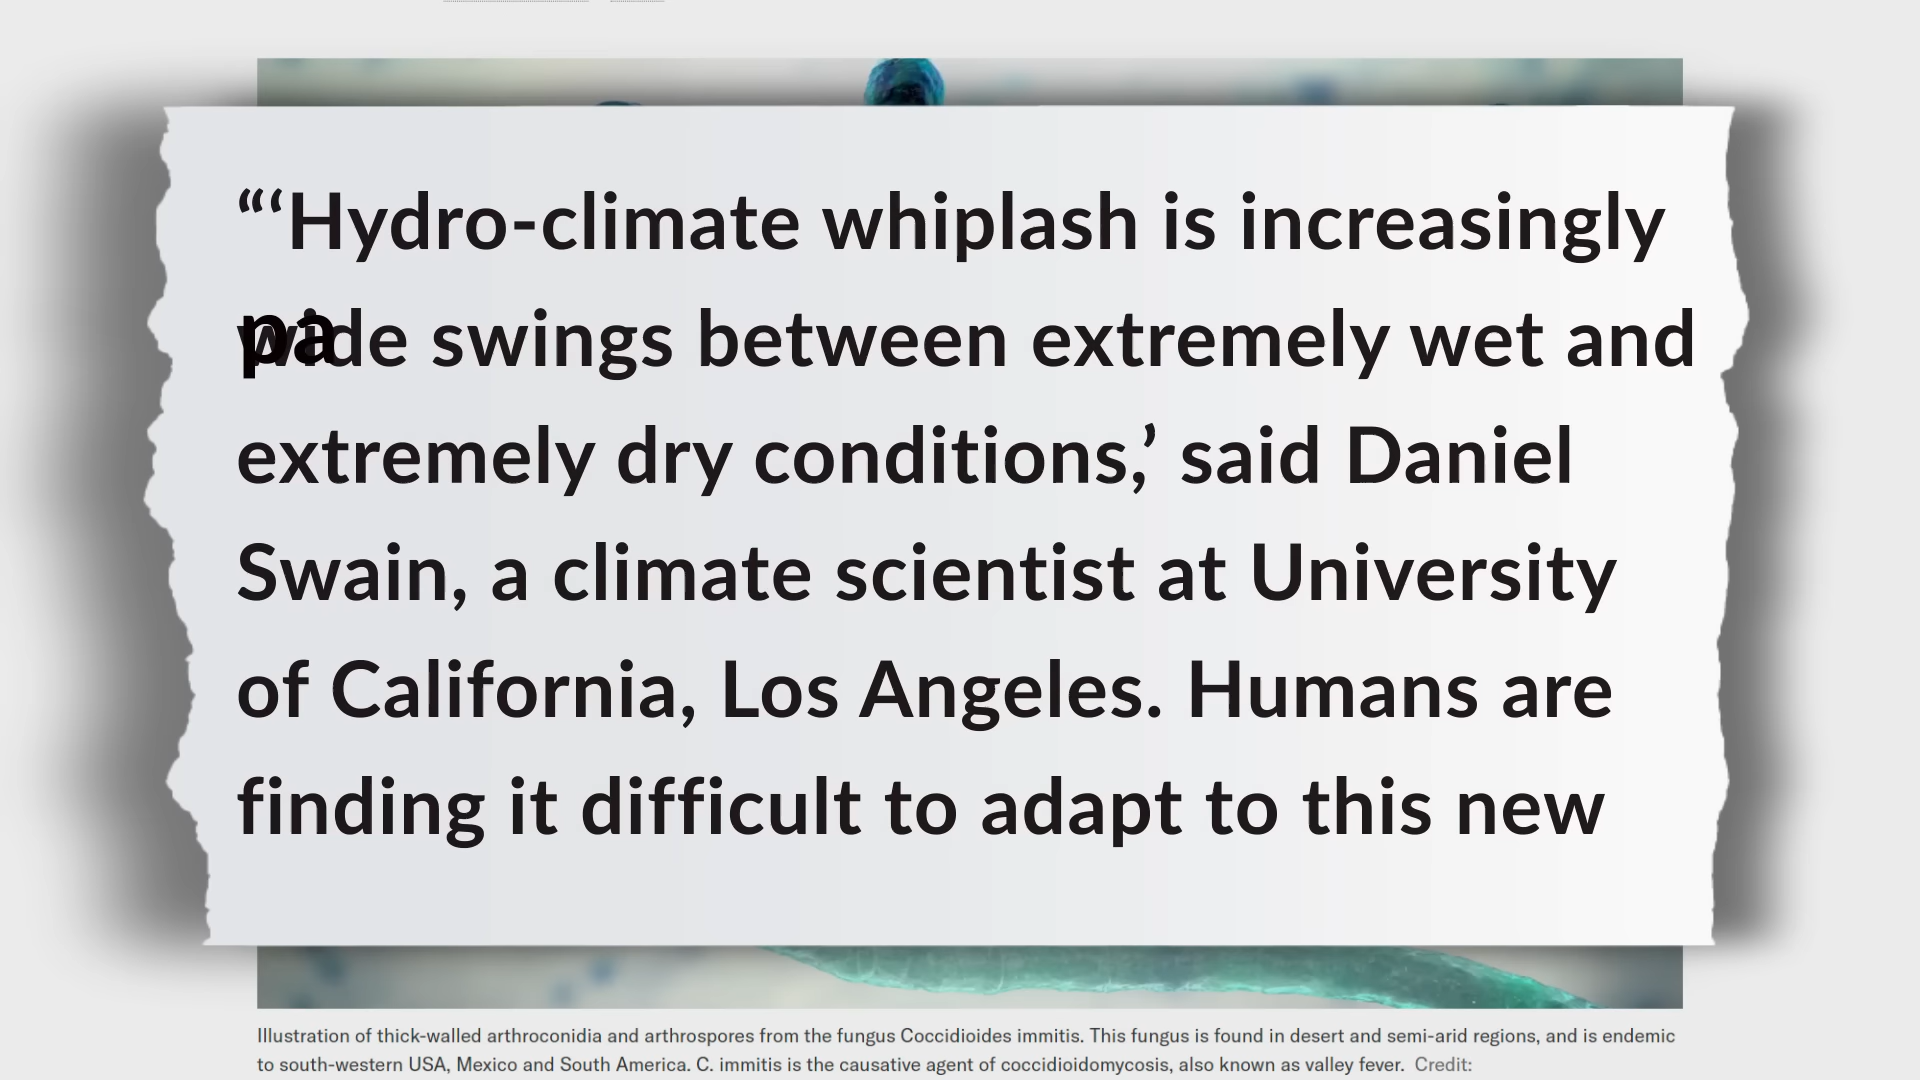 “‘Hydro-climate whiplash is increasingly
pa
wide swings between extremely wet and
extremely dry conditions,’ said Daniel
Swain, a climate scientist at University
of California, Los Angeles. Humans are
finding it difficult to adapt to this new
Illustration of thick-walled arthroconidia and arthrospores from the fungus Coccidioides immitis. This fungus is found in desert and semi-arid regions, and is endemic
to south-western USA, Mexico and South America. C. immitis is the causative agent of coccidioidomycosis, also known as valley fever. Credit: